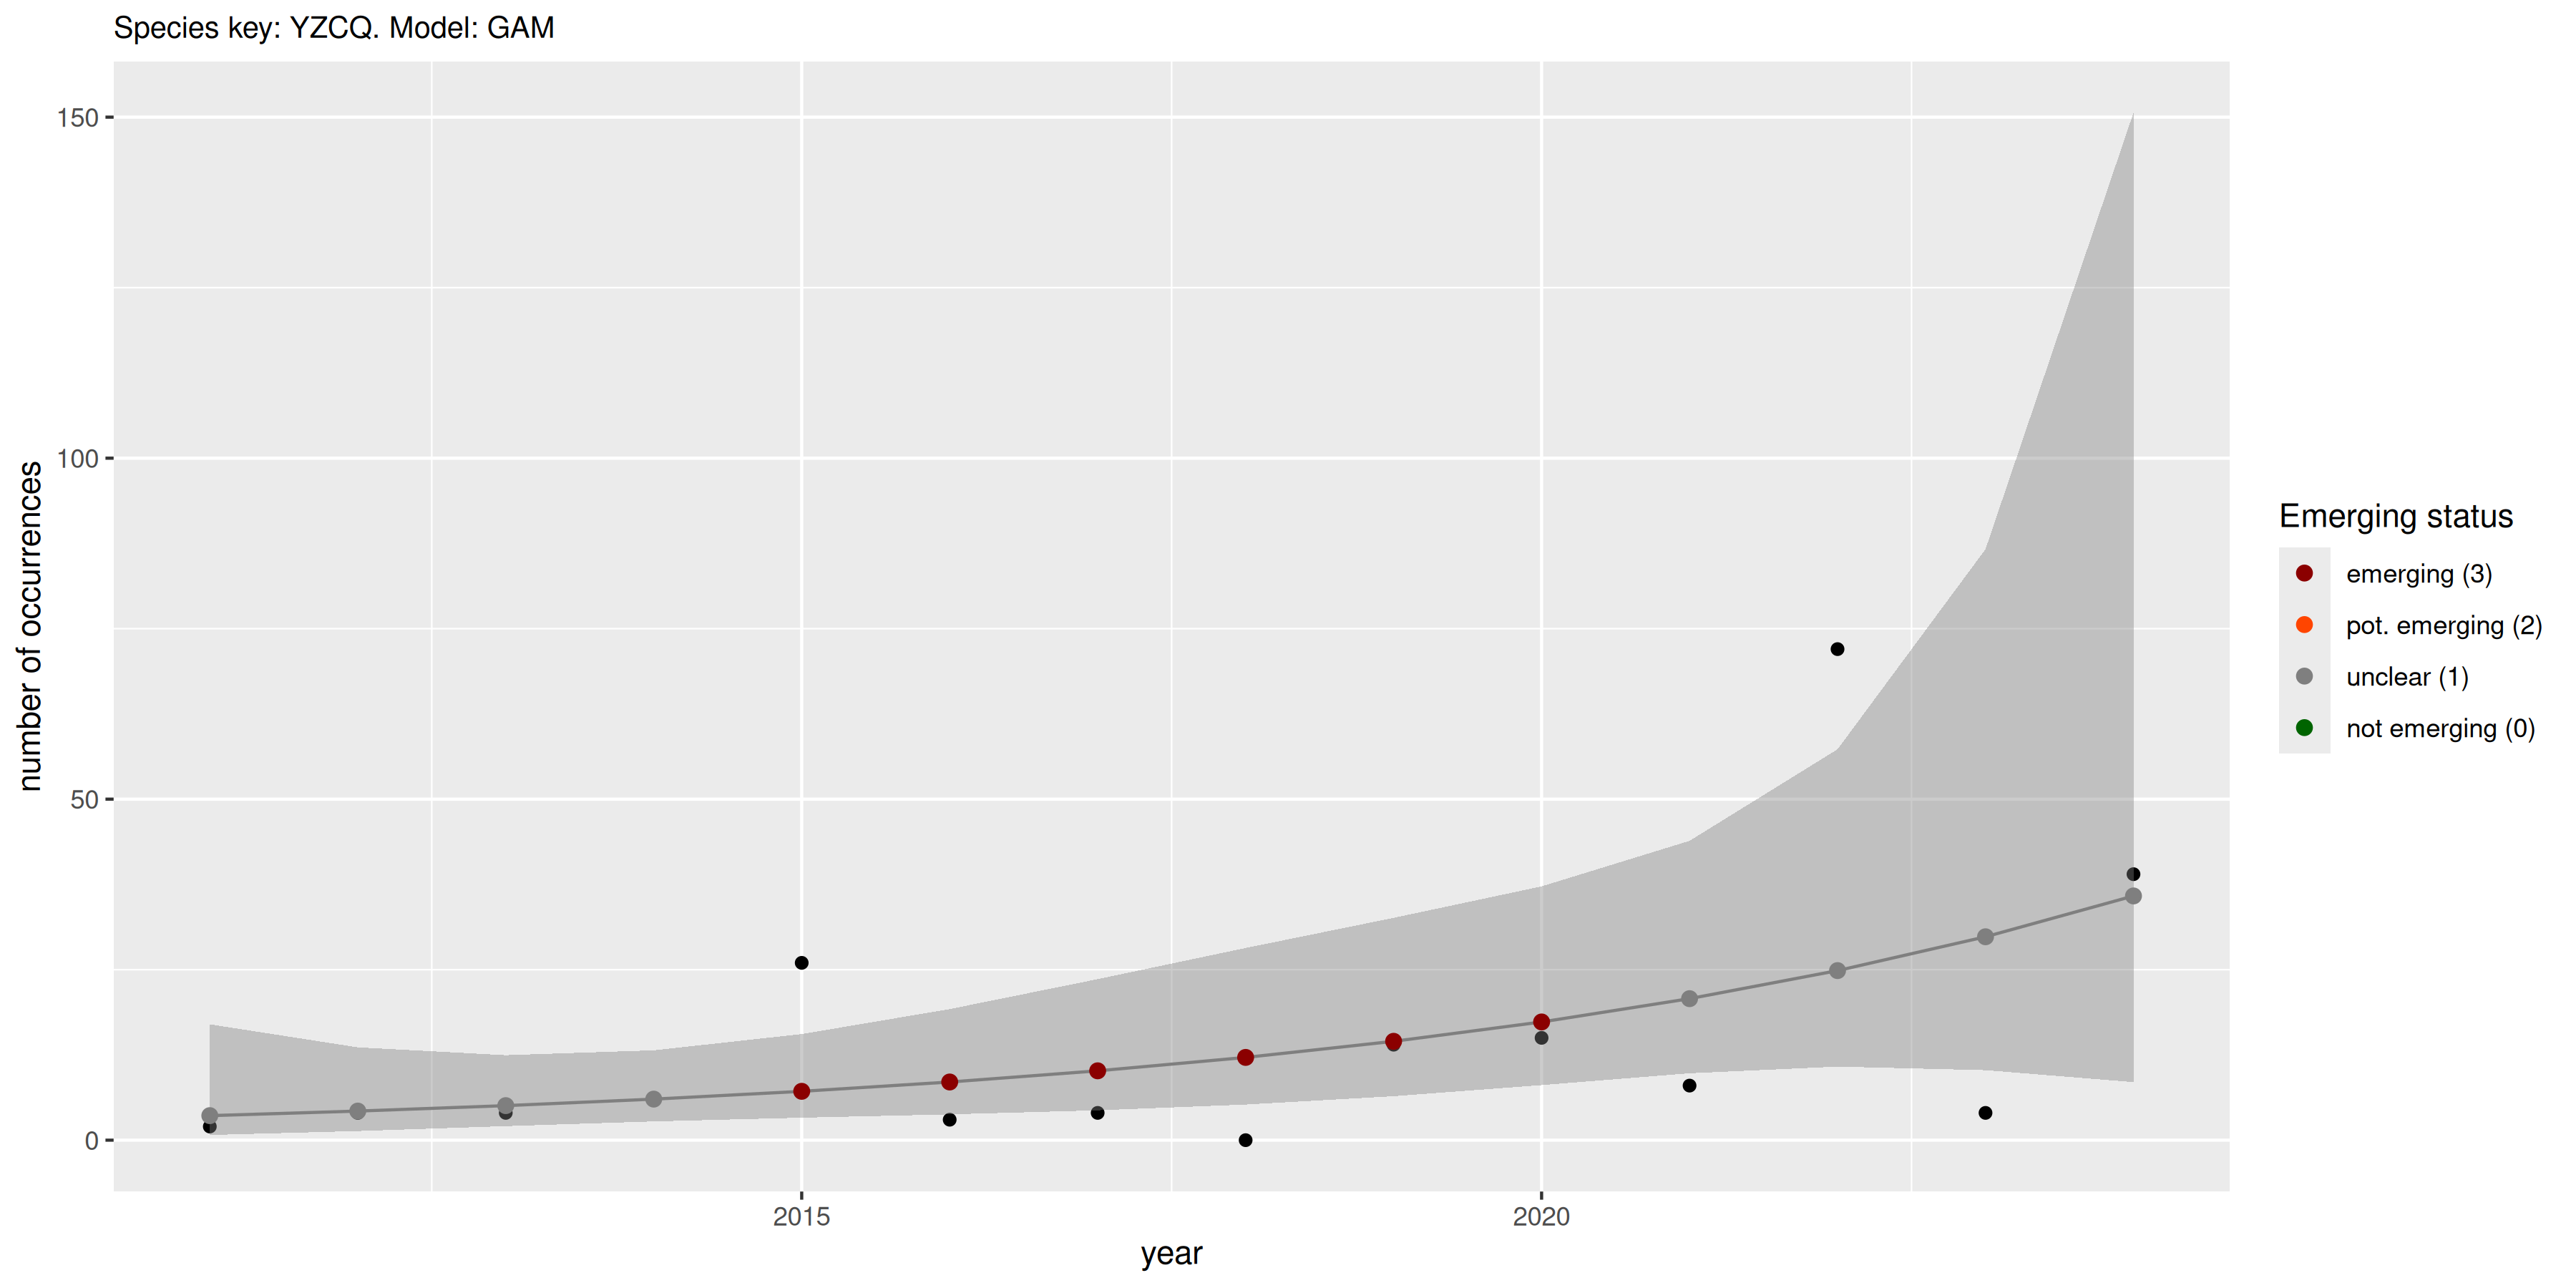 Species key: YZCQ. Model: GAM
150
100
50
0
number of occurrences
2015
2020
year
Emerging status
emerging (3)
pot. emerging (2)
unclear (1)
not emerging (0)